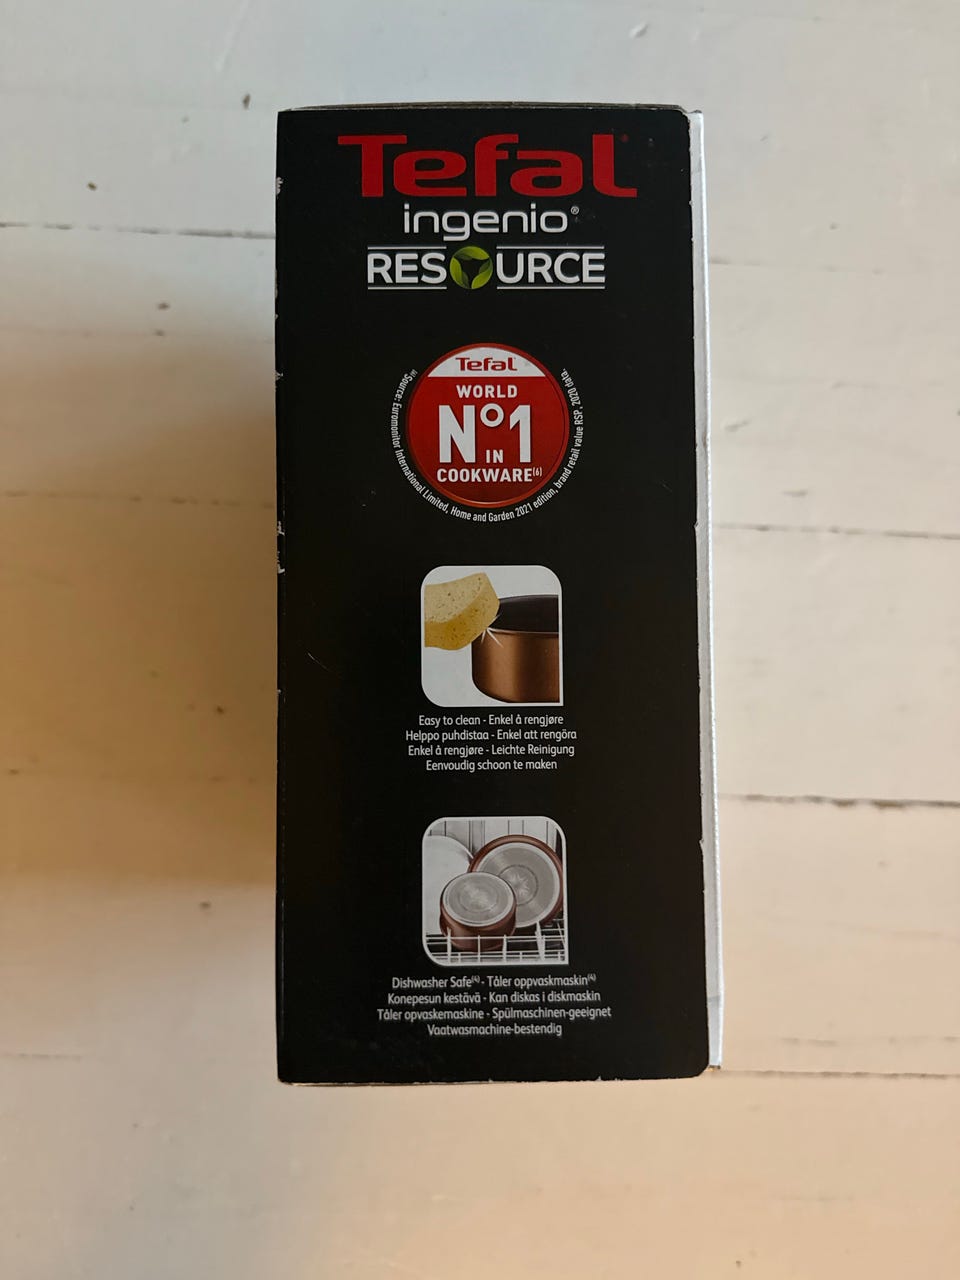 Tefal
ingenio®
RES URCE
Tefal
WORLD
Nº1
IN
COOKWARE(6)
(6)Source: Euromonitor International Limited, Home and Garden 2021 edition, brand retail value RSP, 2020 data.
Easy to clean - Enkel å rengjøre
Helppo puhdistaa - Enkel att rengöra
Enkel å rengjøre - Leichte Reinigung
Eenvoudig schoon te maken
Dishwasher Safe(4) - Tåler oppvaskmaskin(4)
Konepesun kestävä - Kan diskas i diskmaskin
Tåler opvaskemaskine - Spülmaschinen-geeignet
Vaatwasmachine-bestendig